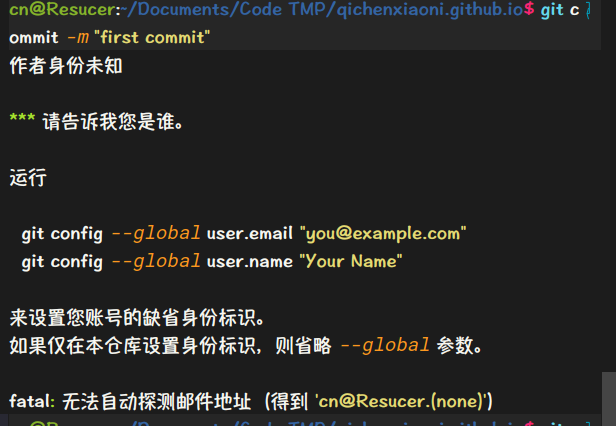 cn@Resucer:~/Documents/Code TMP/qichenxiaoni.github.io$ git c
ommit -m "first commit"
作者身份未知
*** 请告诉我您是谁。
运行
git config --global user.email "you@example.com"
git config --global user.name "Your Name"
来设置您账号的缺省身份标识。
如果仅在本仓库设置身份标识，则省略 --global 参数。
fatal: 无法自动探测邮件地址（得到 'cn@Resucer.(none)'）